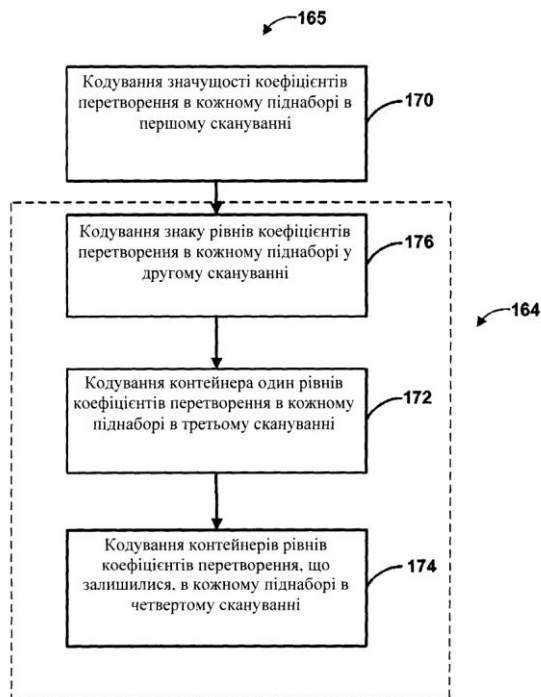 165
Кодування значущості коефіцієнтів
перетворення в кожному піднаборі в
першому скануванні
170
Кодування знаку рівнів коефіцієнтів
перетворення в кожному піднаборі у
другому скануванні
176
164
Кодування контейнера один рівнів
коефіцієнтів перетворення в кожному
піднаборі в третьому скануванні
172
Кодування контейнерів рівнів
коефіцієнтів перетворення, що
залишилися, в кожному піднаборі в
четвертому скануванні
174